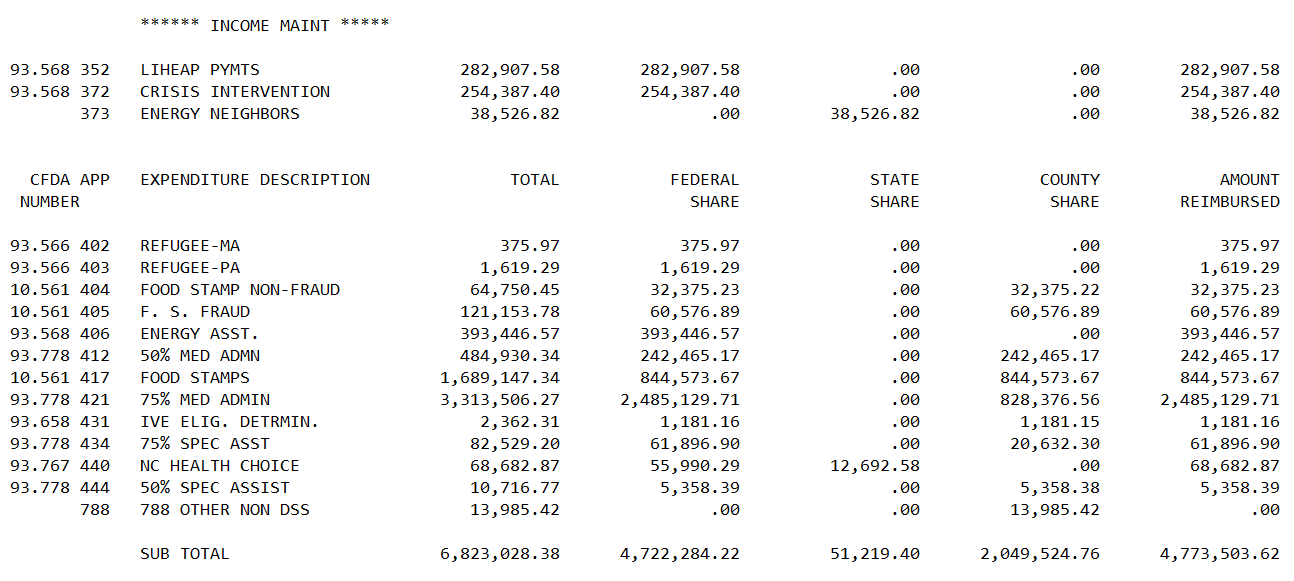 ****** INCOME MAINT *****
93.568 352 LIHEAP PYMTS 282,907.58 282,907.58 .00 .00 282,907.58
93.568 372 CRISIS INTERVENTION 254,387.40 254,387.40 .00 .00 254,387.40
373 ENERGY NEIGHBORS 38,526.82 .00 38,526.82 .00 38,526.82
CFDA APP EXPENDITURE DESCRIPTION TOTAL FEDERAL STATE COUNTY AMOUNT
NUMBER SHARE SHARE SHARE REIMBURSED
93.566 402 REFUGEE-MA 375.97 375.97 .00 .00 375.97
93.566 403 REFUGEE-PA 1,619.29 1,619.29 .00 .00 1,619.29
10.561 404 FOOD STAMP NON-FRAUD 64,750.45 32,375.23 .00 32,375.22 32,375.23
10.561 405 F. S. FRAUD 121,153.78 60,576.89 .00 60,576.89 60,576.89
93.568 406 ENERGY ASST. 393,446.57 393,446.57 .00 .00 393,446.57
93.778 412 50% MED ADMN 484,930.34 242,465.17 .00 242,465.17 242,465.17
10.561 417 FOOD STAMPS 1,689,147.34 844,573.67 .00 844,573.67 844,573.67
93.778 421 75% MED ADMIN 3,313,506.27 2,485,129.71 .00 828,376.56 2,485,129.71
93.658 431 IVE ELIG. DETRMIN. 2,362.31 1,181.16 .00 1,181.15 1,181.16
93.778 434 75% SPEC ASST 82,529.20 61,896.90 .00 20,632.30 61,896.90
93.767 440 NC HEALTH CHOICE 68,682.87 55,990.29 12,692.58 .00 68,682.87
93.778 444 50% SPEC ASSIST 10,716.77 5,358.39 .00 5,358.38 5,358.39
788 788 OTHER NON DSS 13,985.42 .00 .00 13,985.42 .00
SUB TOTAL 6,823,028.38 4,722,284.22 51,219.40 2,049,524.76 4,773,503.62